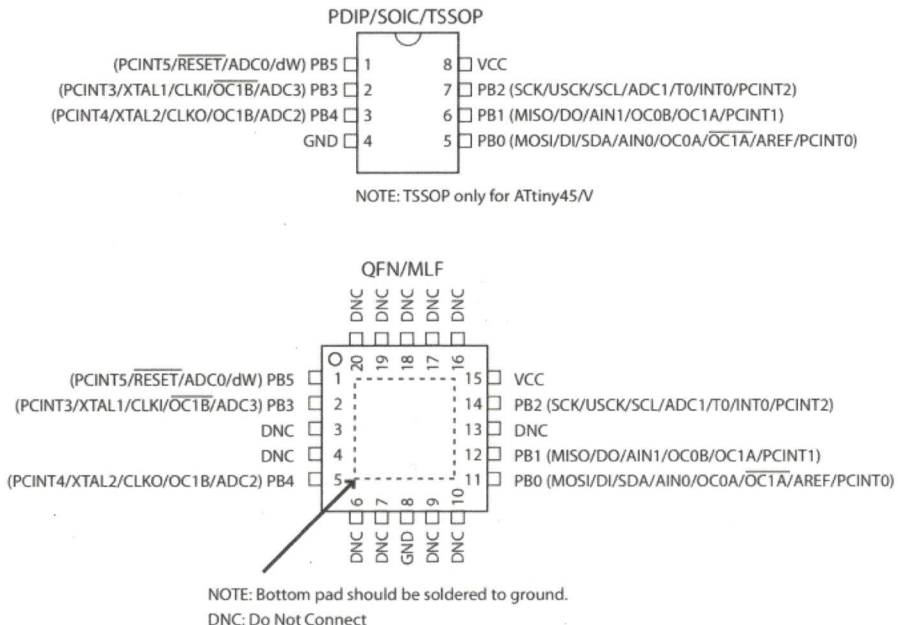 PDIP/SOIC/TSSOP
(PCINT5/RESET/ADC0/dW) PB5 1 8 VCC
(PCINT3/XTAL1/CLKI/OC1B/ADC3) PB3 2 7 PB2 (SCK/USCK/SCL/ADC1/T0/INT0/PCINT2)
(PCINT4/XTAL2/CLKO/OC1B/ADC2) PB4 3 6 PB1 (MISO/DO/AIN1/OC0B/OC1A/PCINT1)
GND 4 5 PB0 (MOSI/DI/SDA/AIN0/OC0A/OC1A/AREF/PCINT0)
NOTE: TSSOP only for ATtiny45/V
QFN/MLF
DNC DNC DNC DNC DNC
20 19 18 17 16
(PCINT5/RESET/ADC0/dW) PB5 1 15 VCC
(PCINT3/XTAL1/CLKI/OC1B/ADC3) PB3 2 14 PB2 (SCK/USCK/SCL/ADC1/T0/INT0/PCINT2)
DNC 3 13 DNC
DNC 4 12 PB1 (MISO/DO/AIN1/OC0B/OC1A/PCINT1)
(PCINT4/XTAL2/CLKO/OC1B/ADC2) PB4 5 11 PB0 (MOSI/DI/SDA/AIN0/OC0A/OC1A/AREF/PCINT0)
6 7 8 9 10
DNC DNC GND DNC DNC
NOTE: Bottom pad should be soldered to ground.
DNC: Do Not Connect